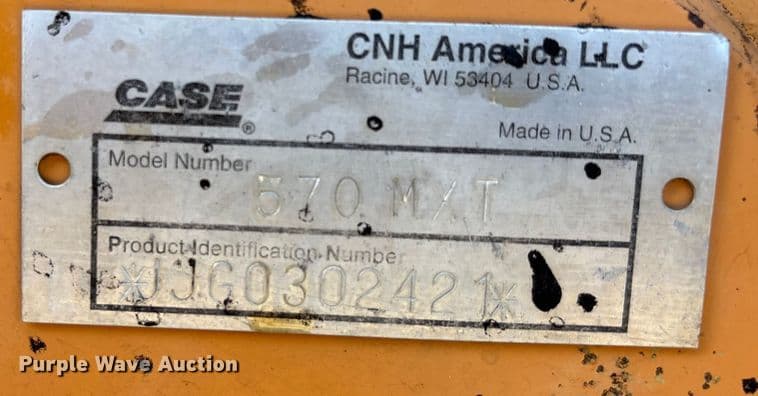 CNH America LLC
Racine, WI 53404 U.S.A.
CASE®
Made in U.S.A.
Model Number
570 MXT
Product Identification Number
*JJG0302421*
Purple Wave Auction